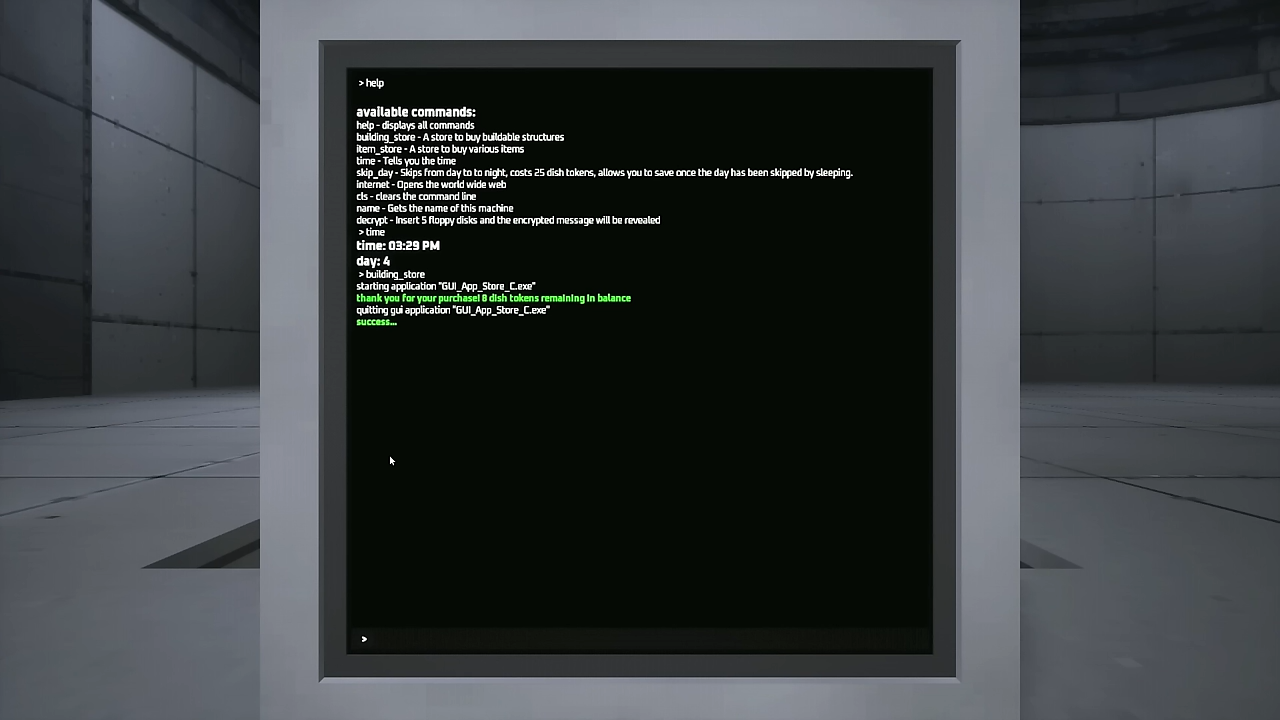 > help
available commands:
help - displays all commands
building_store - A store to buy buildable structures
item_store - A store to buy various items
time - Tells you the time
skip_day - Skips from day to to night, costs 25 dish tokens, allows you to save once the day has been skipped by sleeping.
internet - Opens the world wide web
cls - clears the command line
name - Gets the name of this machine
decrypt - Insert 5 floppy disks and the encrypted message will be revealed
> time
time: 03:29 PM
day: 4
> building_store
starting application "GUI_App_Store_C.exe"
thank you for your purchase! 8 dish tokens remaining in balance
quitting gui application "GUI_App_Store_C.exe"
success...
>